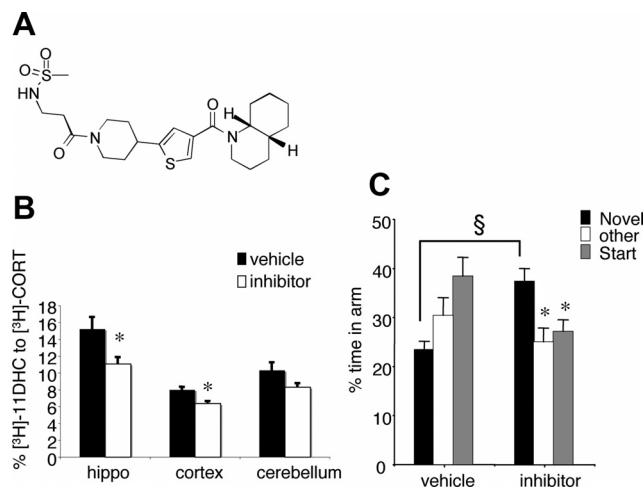 A
O
O
S
HN
N
O
S
O
N
H
H
B
% [³H]-11DHC to [³H]-CORT
18
16
14
12
10
8
6
4
2
0
*
*
vehicle
inhibitor
hippo
cortex
cerebellum
C
% time in arm
50
40
30
20
10
0
§
* *
Novel
other
Start
vehicle
inhibitor